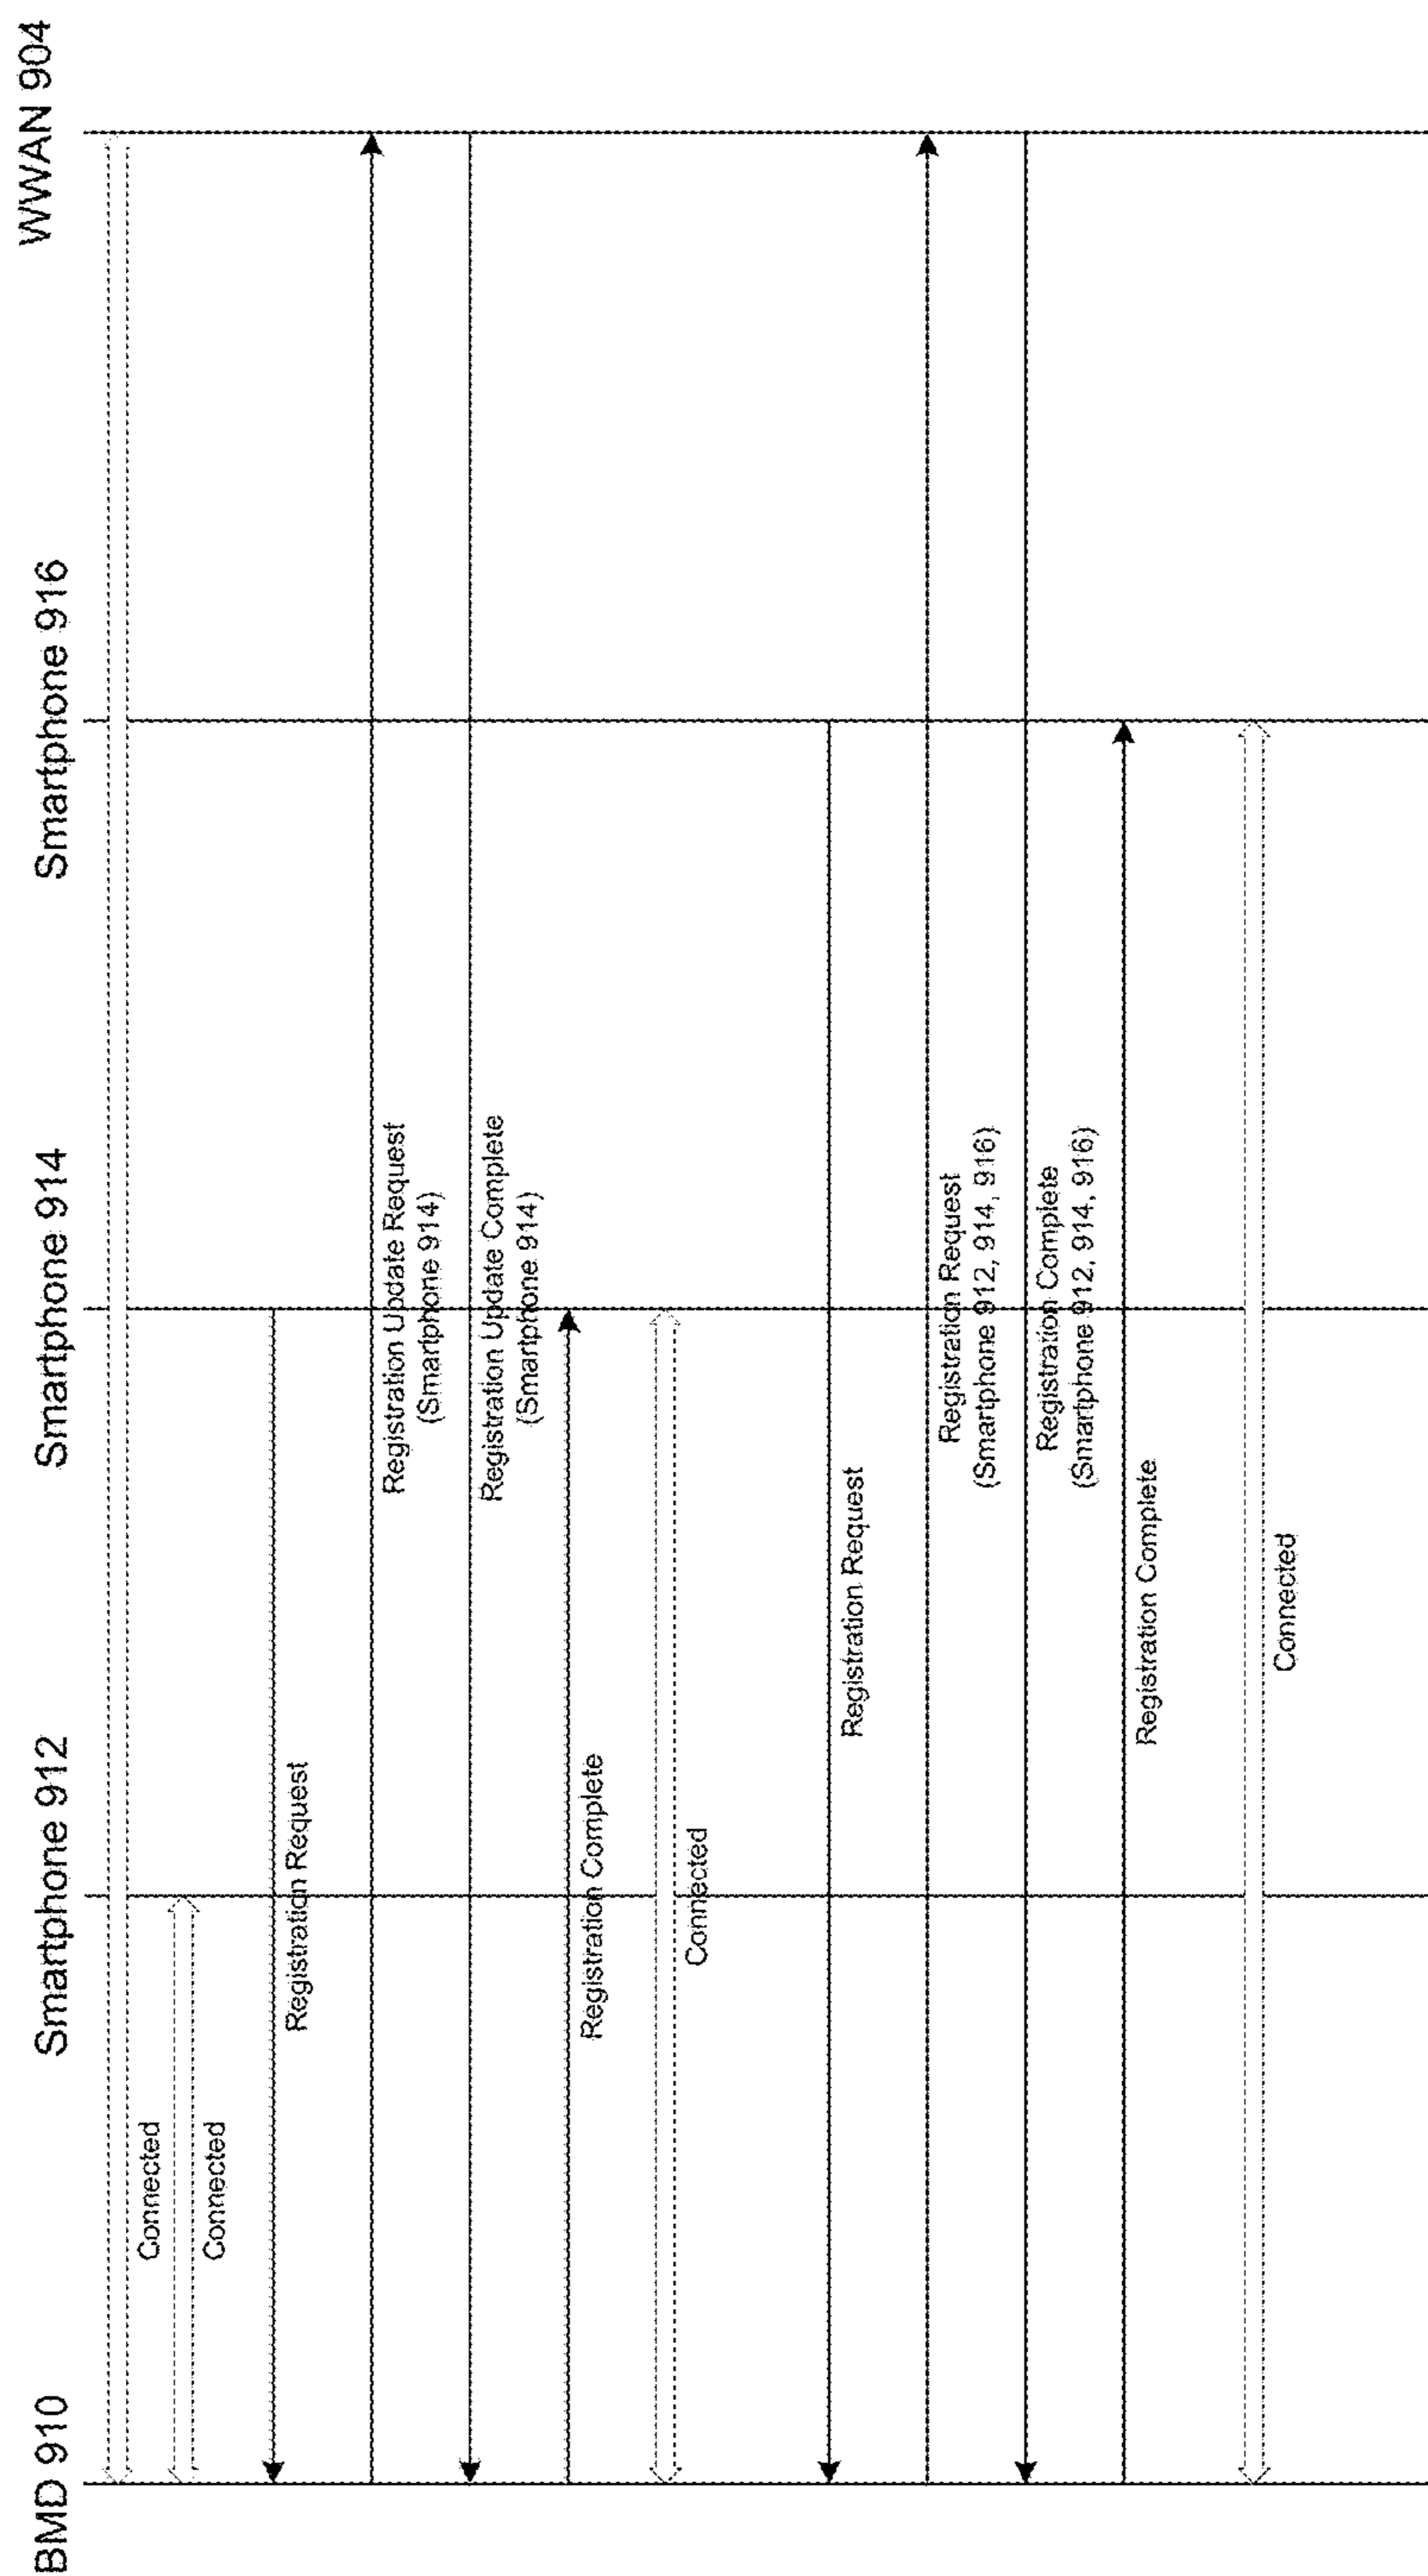 BMD 910
Smartphone 912
Smartphone 914
Smartphone 916
WWAN 904
Connected
Connected
Registration Request
Registration Update Request
(Smartphone 914)
Registration Update Complete
(Smartphone 914)
Registration Complete
Connected
Registration Request
Registration Request
(Smartphone 912, 914, 916)
Registration Complete
(Smartphone 912, 914, 916)
Registration Complete
Connected